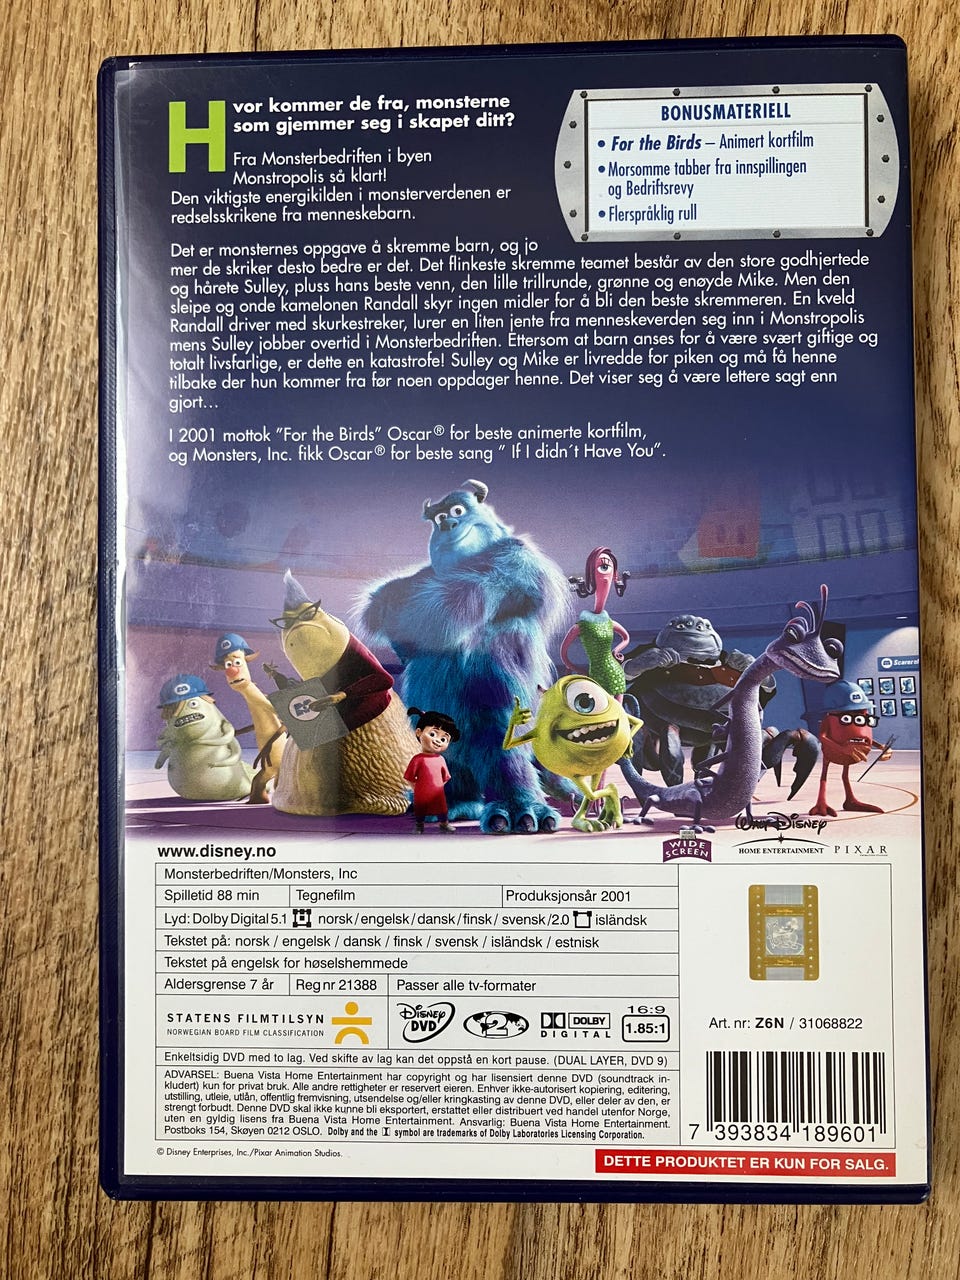 Hvor kommer de fra, monsterne
som gjemmer seg i skapet ditt?
Fra Monsterbedriften i byen
Monstropolis så klart!
Den viktigste energikilden i monsterverdenen er
redselsskrikene fra menneskebarn.
BONUSMATERIELL
• For the Birds – Animert kortfilm
• Morsomme tabber fra innspillingen
og Bedriftsrevy
• Flerspråklig rull
Det er monsternes oppgave å skremme barn, og jo
mer de skriker desto bedre er det. Det flinkeste skremme teamet består av den store godhjertede
og hårete Sulley, pluss hans beste venn, den lille trillrunde, grønne og enøyde Mike. Men den
sleipe og onde kamelonen Randall skyr ingen midler for å bli den beste skremmeren. En kveld
Randall driver med skurkestreker, lurer en liten jente fra menneskeverden seg inn i Monstropolis
mens Sulley jobber overtid i Monsterbedriften. Ettersom at barn anses for å være svært giftige og
totalt livsfarlige, er dette en katastrofe! Sulley og Mike er livredde for piken og må få henne
tilbake der hun kommer fra før noen oppdager henne. Det viser seg å være lettere sagt enn
gjort...
I 2001 mottok "For the Birds" Oscar® for beste animerte kortfilm,
og Monsters, Inc. fikk Oscar® for beste sang " If I didn´t Have You".
www.disney.no
WIDE
SCREEN
WALT DISNEY
HOME ENTERTAINMENT
PIXAR
Monsterbedriften/Monsters, Inc
Spilletid 88 min Tegnefilm Produksjonsår 2001
Lyd: Dolby Digital 5.1 norsk/engelsk/dansk/finsk/svensk/2.0 isländsk
Tekstet på: norsk / engelsk / dansk / finsk / svensk / isländsk / estnisk
Tekstet på engelsk for høselshemmede
Aldersgrense 7 år Reg nr 21388 Passer alle tv-formater
STATENS FILMTILSYN
NORWEGIAN BOARD FILM CLASSIFICATION
DISNEY
DVD
2
DOLBY
DIGITAL
16:9
1.85:1
Art. nr: Z6N / 31068822
Enkeltsidig DVD med to lag. Ved skifte av lag kan det oppstå en kort pause. (DUAL LAYER, DVD 9)
ADVARSEL: Buena Vista Home Entertainment har copyright og har lisensiert denne DVD (soundtrack in-
kludert) kun for privat bruk. Alle andre rettigheter er reservert eieren. Enhver ikke-autorisert kopiering, editering,
utstilling, utleie, utlån, offentlig fremvisning, utsendelse og/eller kringkasting av denne DVD, eller deler av den, er
strengt forbudt. Denne DVD skal ikke kunne bli eksportert, erstattet eller distribuert ved handel utenfor Norge,
uten en gyldig lisens fra Buena Vista Home Entertainment. Ansvarlig: Buena Vista Home Entertainment.
Postboks 154, Skøyen 0212 OSLO. Dolby and the symbol are trademarks of Dolby Laboratories Licensing Corporation.
7 393834 189601
© Disney Enterprises, Inc./Pixar Animation Studios.
DETTE PRODUKTET ER KUN FOR SALG.